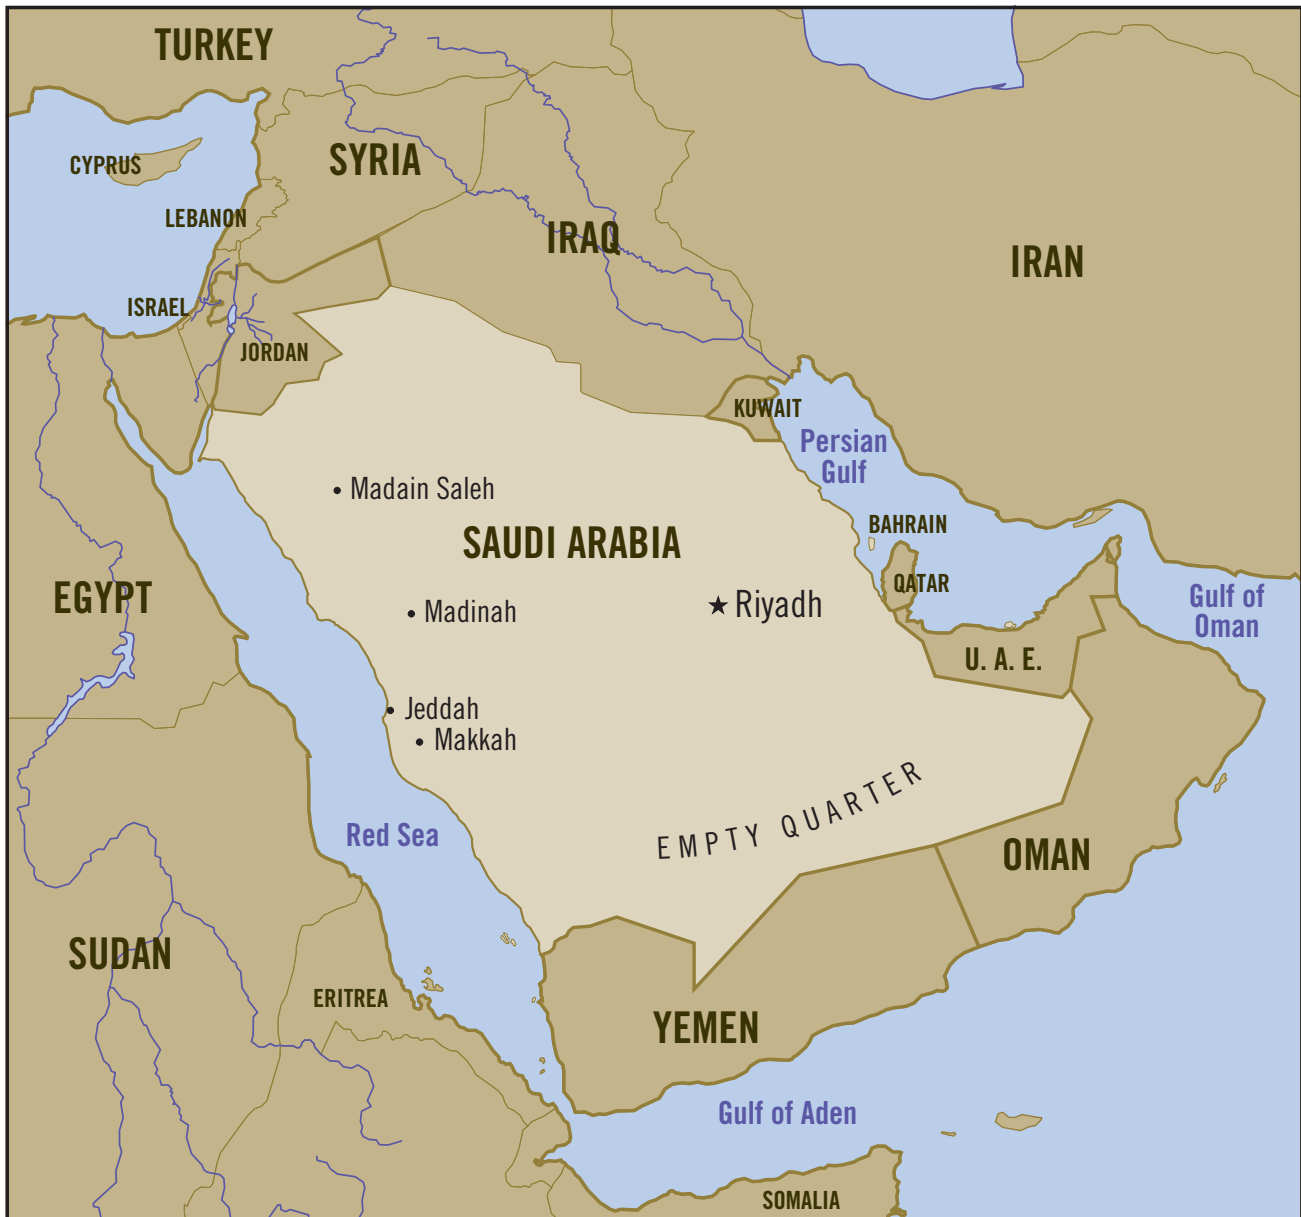 TURKEY
CYPRUS
SYRIA
LEBANON
IRAQ
IRAN
ISRAEL
JORDAN
KUWAIT
Persian
Gulf
Madain Saleh
SAUDI ARABIA
BAHRAIN
QATAR
EGYPT
Madinah
Riyadh
Gulf of
Oman
U. A. E.
Jeddah
Makkah
Red Sea
EMPTY QUARTER
OMAN
SUDAN
ERITREA
YEMEN
Gulf of Aden
SOMALIA